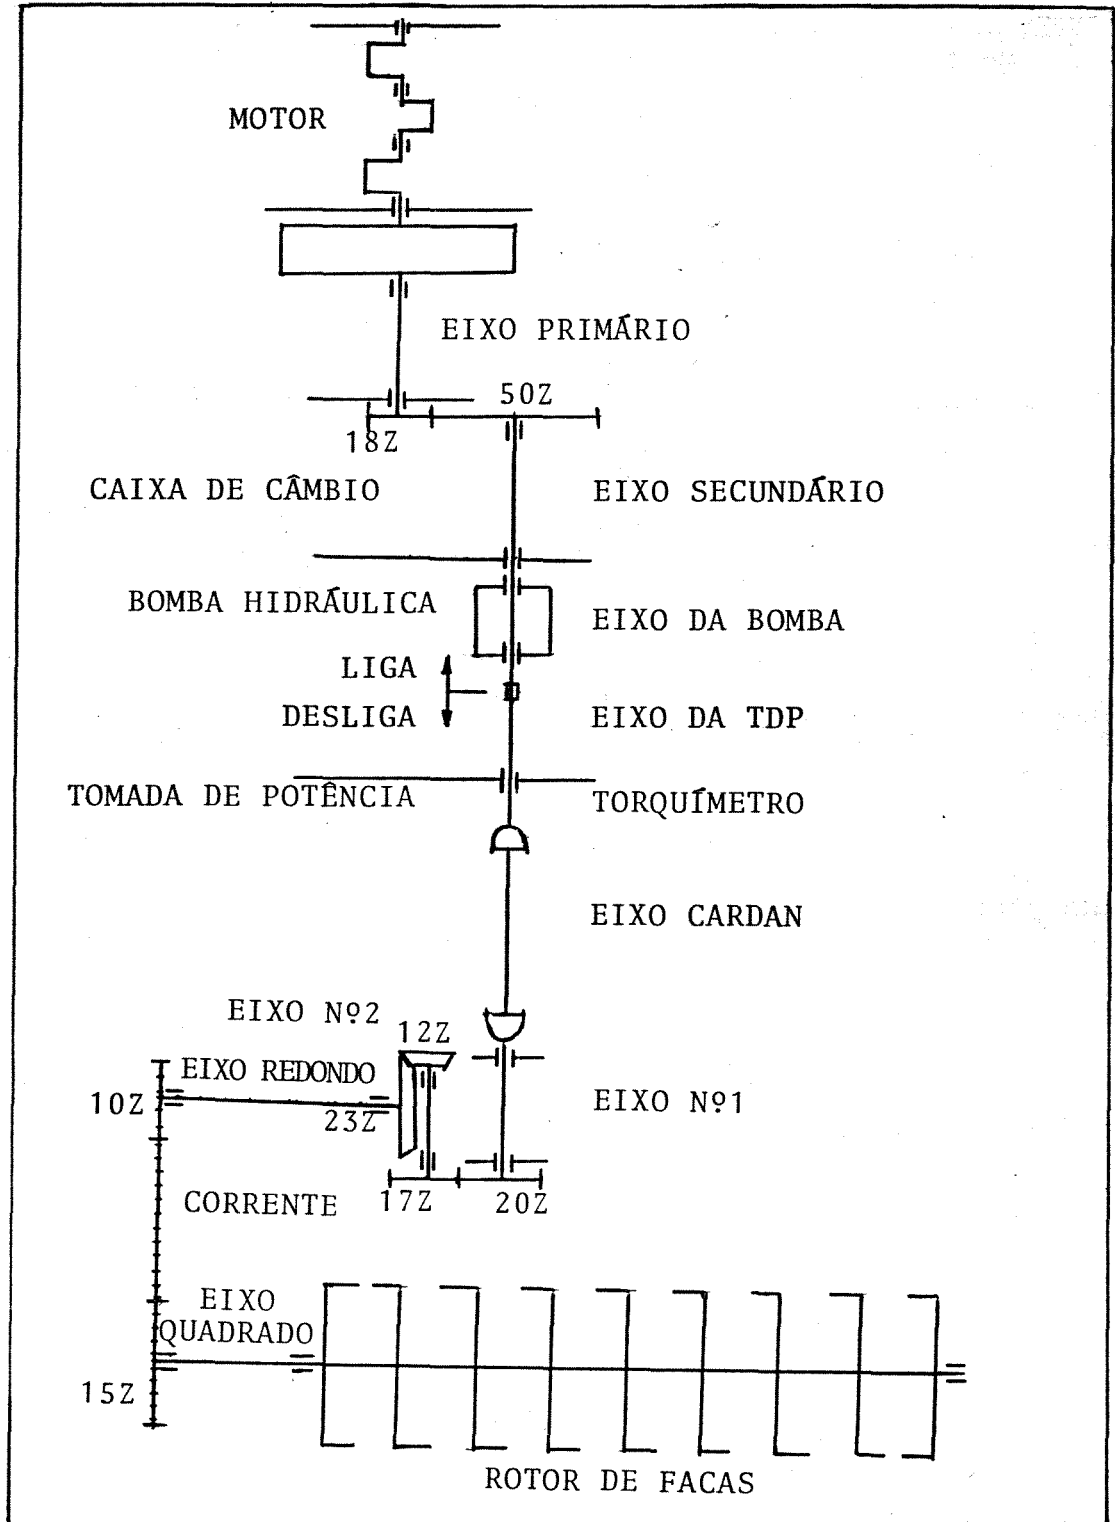 MOTOR
EIXO PRIMÁRIO
50Z
18Z
CAIXA DE CÂMBIO
EIXO SECUNDÁRIO
BOMBA HIDRÁULICA
EIXO DA BOMBA
LIGA
DESLIGA
EIXO DA TDP
TOMADA DE POTÊNCIA
TORQUÍMETRO
EIXO CARDAN
EIXO Nº2
12Z
EIXO REDONDO
10Z
23Z
EIXO Nº1
CORRENTE
17Z
20Z
EIXO
QUADRADO
15Z
ROTOR DE FACAS